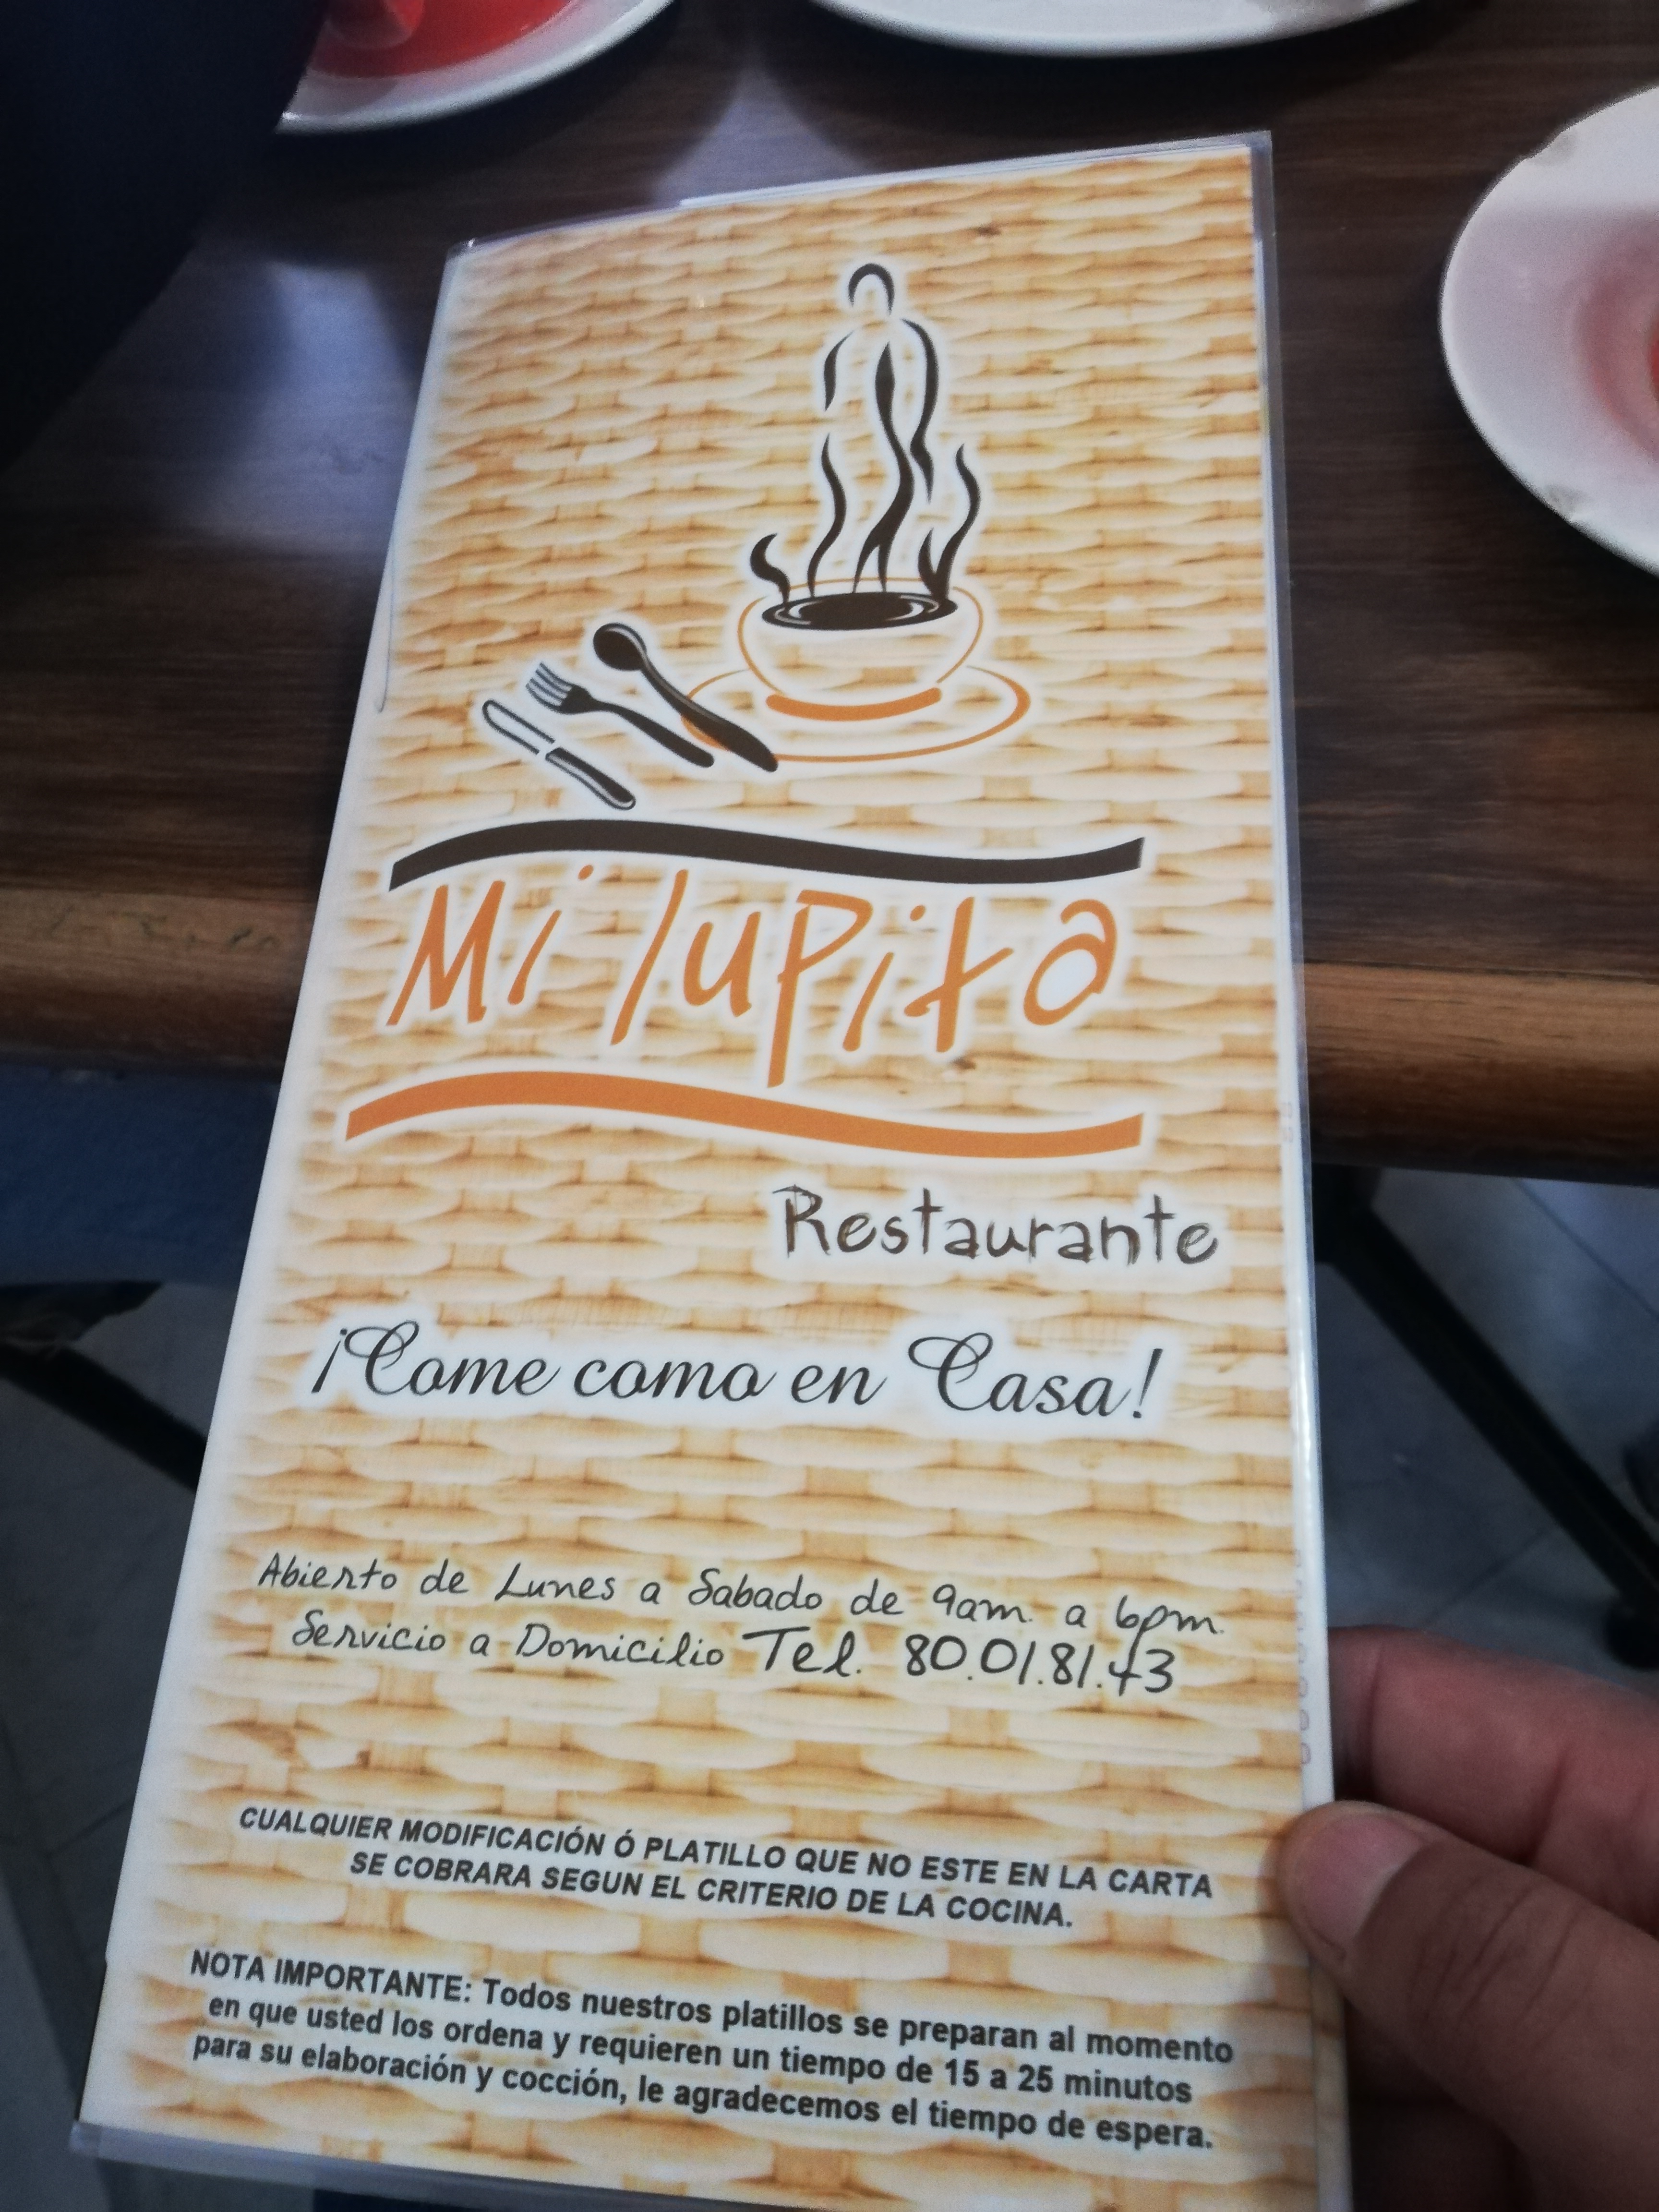 Mi lupita
Restaurante
¡Come como en Casa!
Abierto de Lunes a Sabado de 9am. a 6pm.
Servicio a Domicilio Tel. 80.01.81.43
CUALQUIER MODIFICACIÓN Ó PLATILLO QUE NO ESTE EN LA CARTA
SE COBRARA SEGUN EL CRITERIO DE LA COCINA.
NOTA IMPORTANTE: Todos nuestros platillos se preparan al momento
en que usted los ordena y requieren un tiempo de 15 a 25 minutos
para su elaboración y cocción, le agradecemos el tiempo de espera.